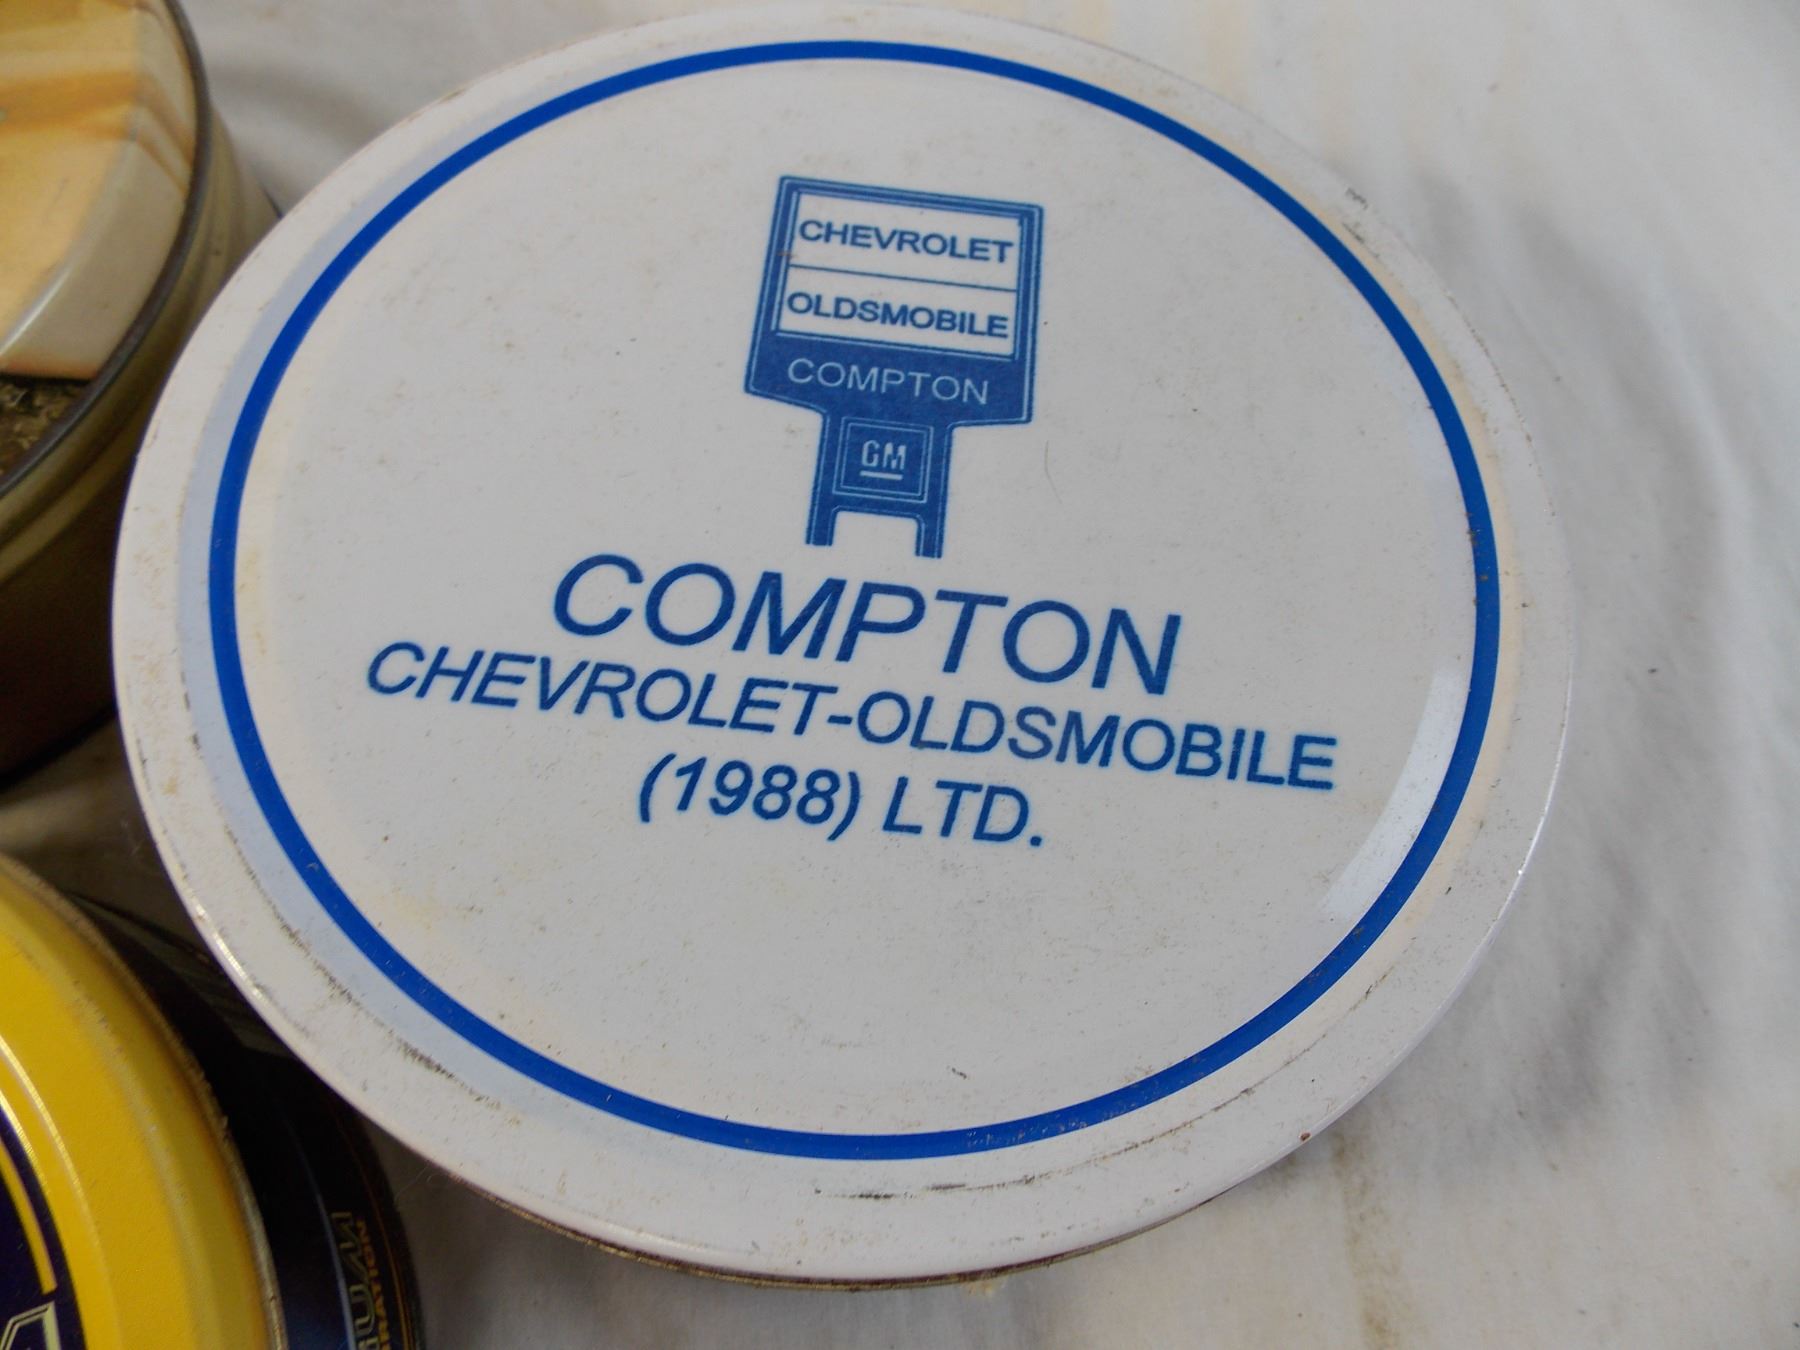 CHEVROLET
OLDSMOBILE
COMPTON
GM
COMPTON
CHEVROLET-OLDSMOBILE
(1988) LTD.